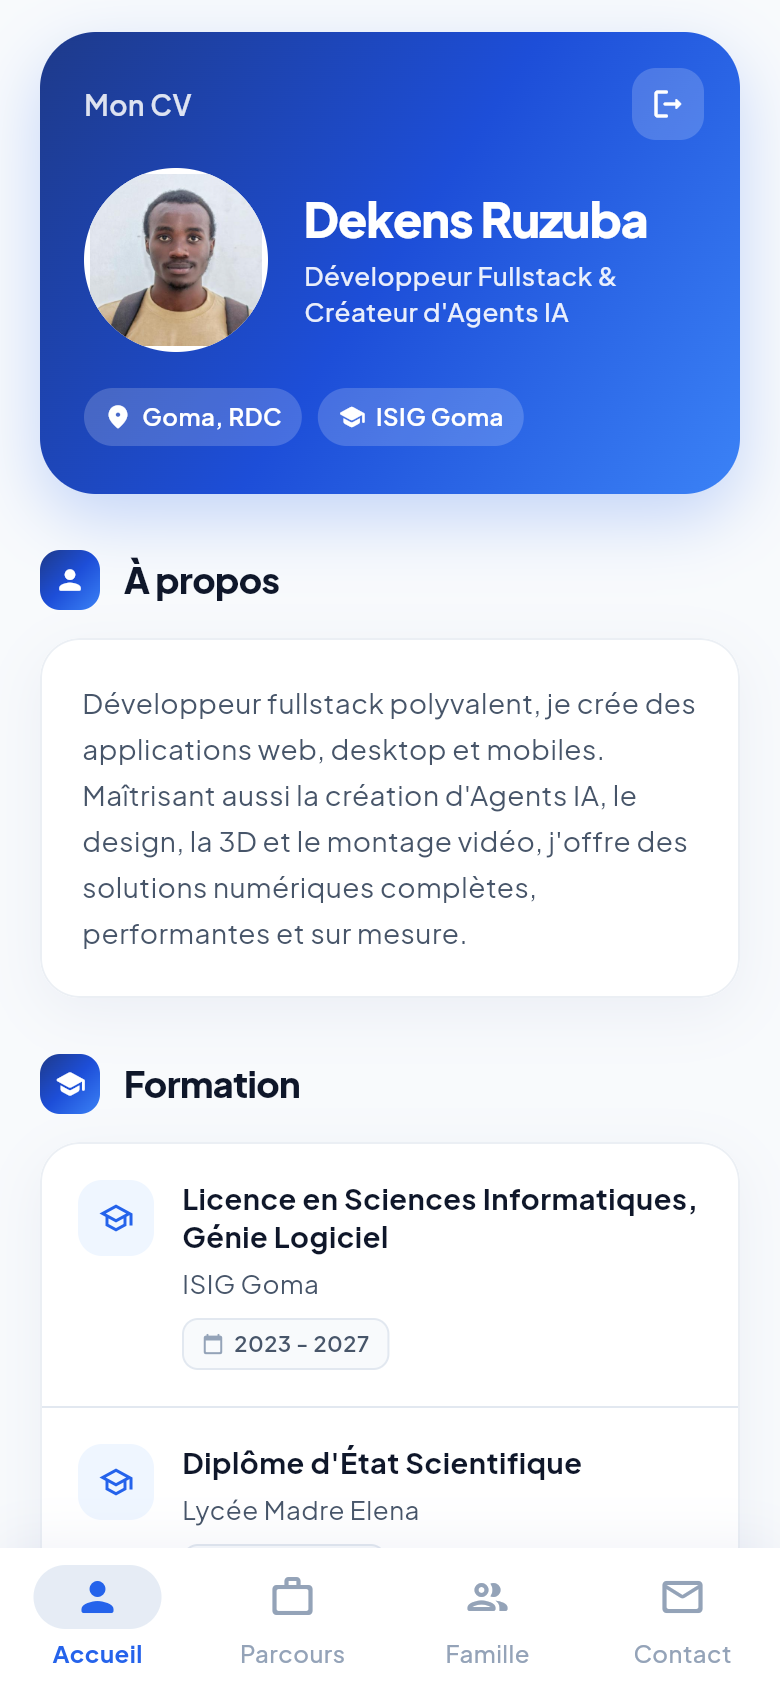 Mon CV
Dekens Ruzuba
Développeur Fullstack &
Créateur d'Agents IA
Goma, RDC
ISIG Goma
À propos
Développeur fullstack polyvalent, je crée des
applications web, desktop et mobiles.
Maîtrisant aussi la création d'Agents IA, le
design, la 3D et le montage vidéo, j'offre des
solutions numériques complètes,
performantes et sur mesure.
Formation
Licence en Sciences Informatiques,
Génie Logiciel
ISIG Goma
2023 - 2027
Diplôme d'État Scientifique
Lycée Madre Elena
Accueil
Parcours
Famille
Contact